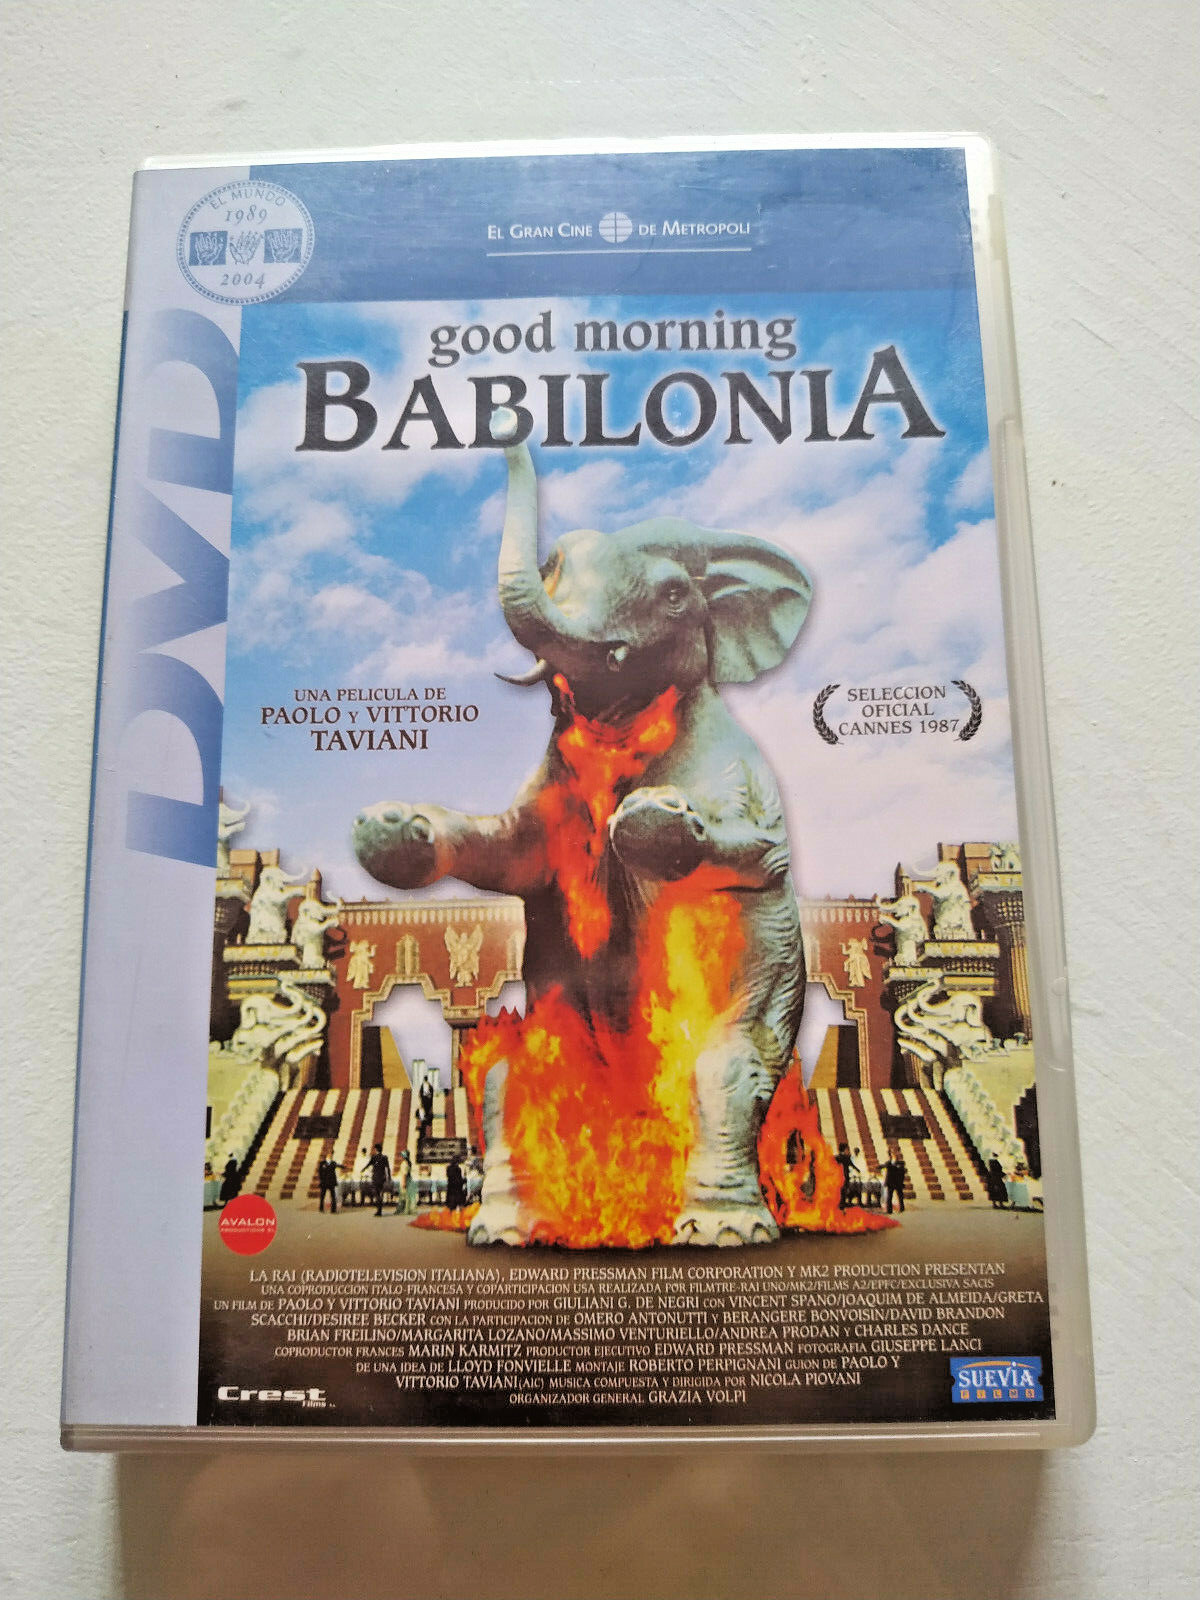 EL MUNDO
1989
2004
EL GRAN CINE DE METROPOLI
DVD
good morning
BABILONIA
UNA PELICULA DE
PAOLO Y VITTORIO
TAVIANI
SELECCION
OFICIAL
CANNES 1987
AVALON
PRODUCTIONS S.L.
LA RAI (RADIOTELEVISION ITALIANA), EDWARD PRESSMAN FILM CORPORATION Y MK2 PRODUCTION PRESENTAN
UNA COPRODUCCION ITALO-FRANCESA Y COPARTICIPACION USA REALIZADA POR FILMTRE-RAI UNO/MK2/FILMS A2/EPFC/EXCLUSIVA SACIS
UN FILM DE PAOLO Y VITTORIO TAVIANI PRODUCIDO POR GIULIANI G. DE NEGRI CON VINCENT SPANO/JOAQUIM DE ALMEIDA/GRETA
SCACCHI/DESIREE BECKER CON LA PARTICIPACION DE OMERO ANTONUTTI Y BERANGERE BONVOISIN/DAVID BRANDON
BRIAN FREILINO/MARGARITA LOZANO/MASSIMO VENTURIELLO/ANDREA PRODAN Y CHARLES DANCE
COPRODUCTOR FRANCES MARIN KARMITZ PRODUCTOR EJECUTIVO EDWARD PRESSMAN FOTOGRAFIA GIUSEPPE LANCI
DE UNA IDEA DE LLOYD FONVIELLE MONTAJE ROBERTO PERPIGNANI GUION DE PAOLO Y
VITTORIO TAVIANI(AIC) MUSICA COMPUESTA Y DIRIGIDA POR NICOLA PIOVANI
ORGANIZADOR GENERAL GRAZIA VOLPI
Crest
Films
SUEVIA
FILMS